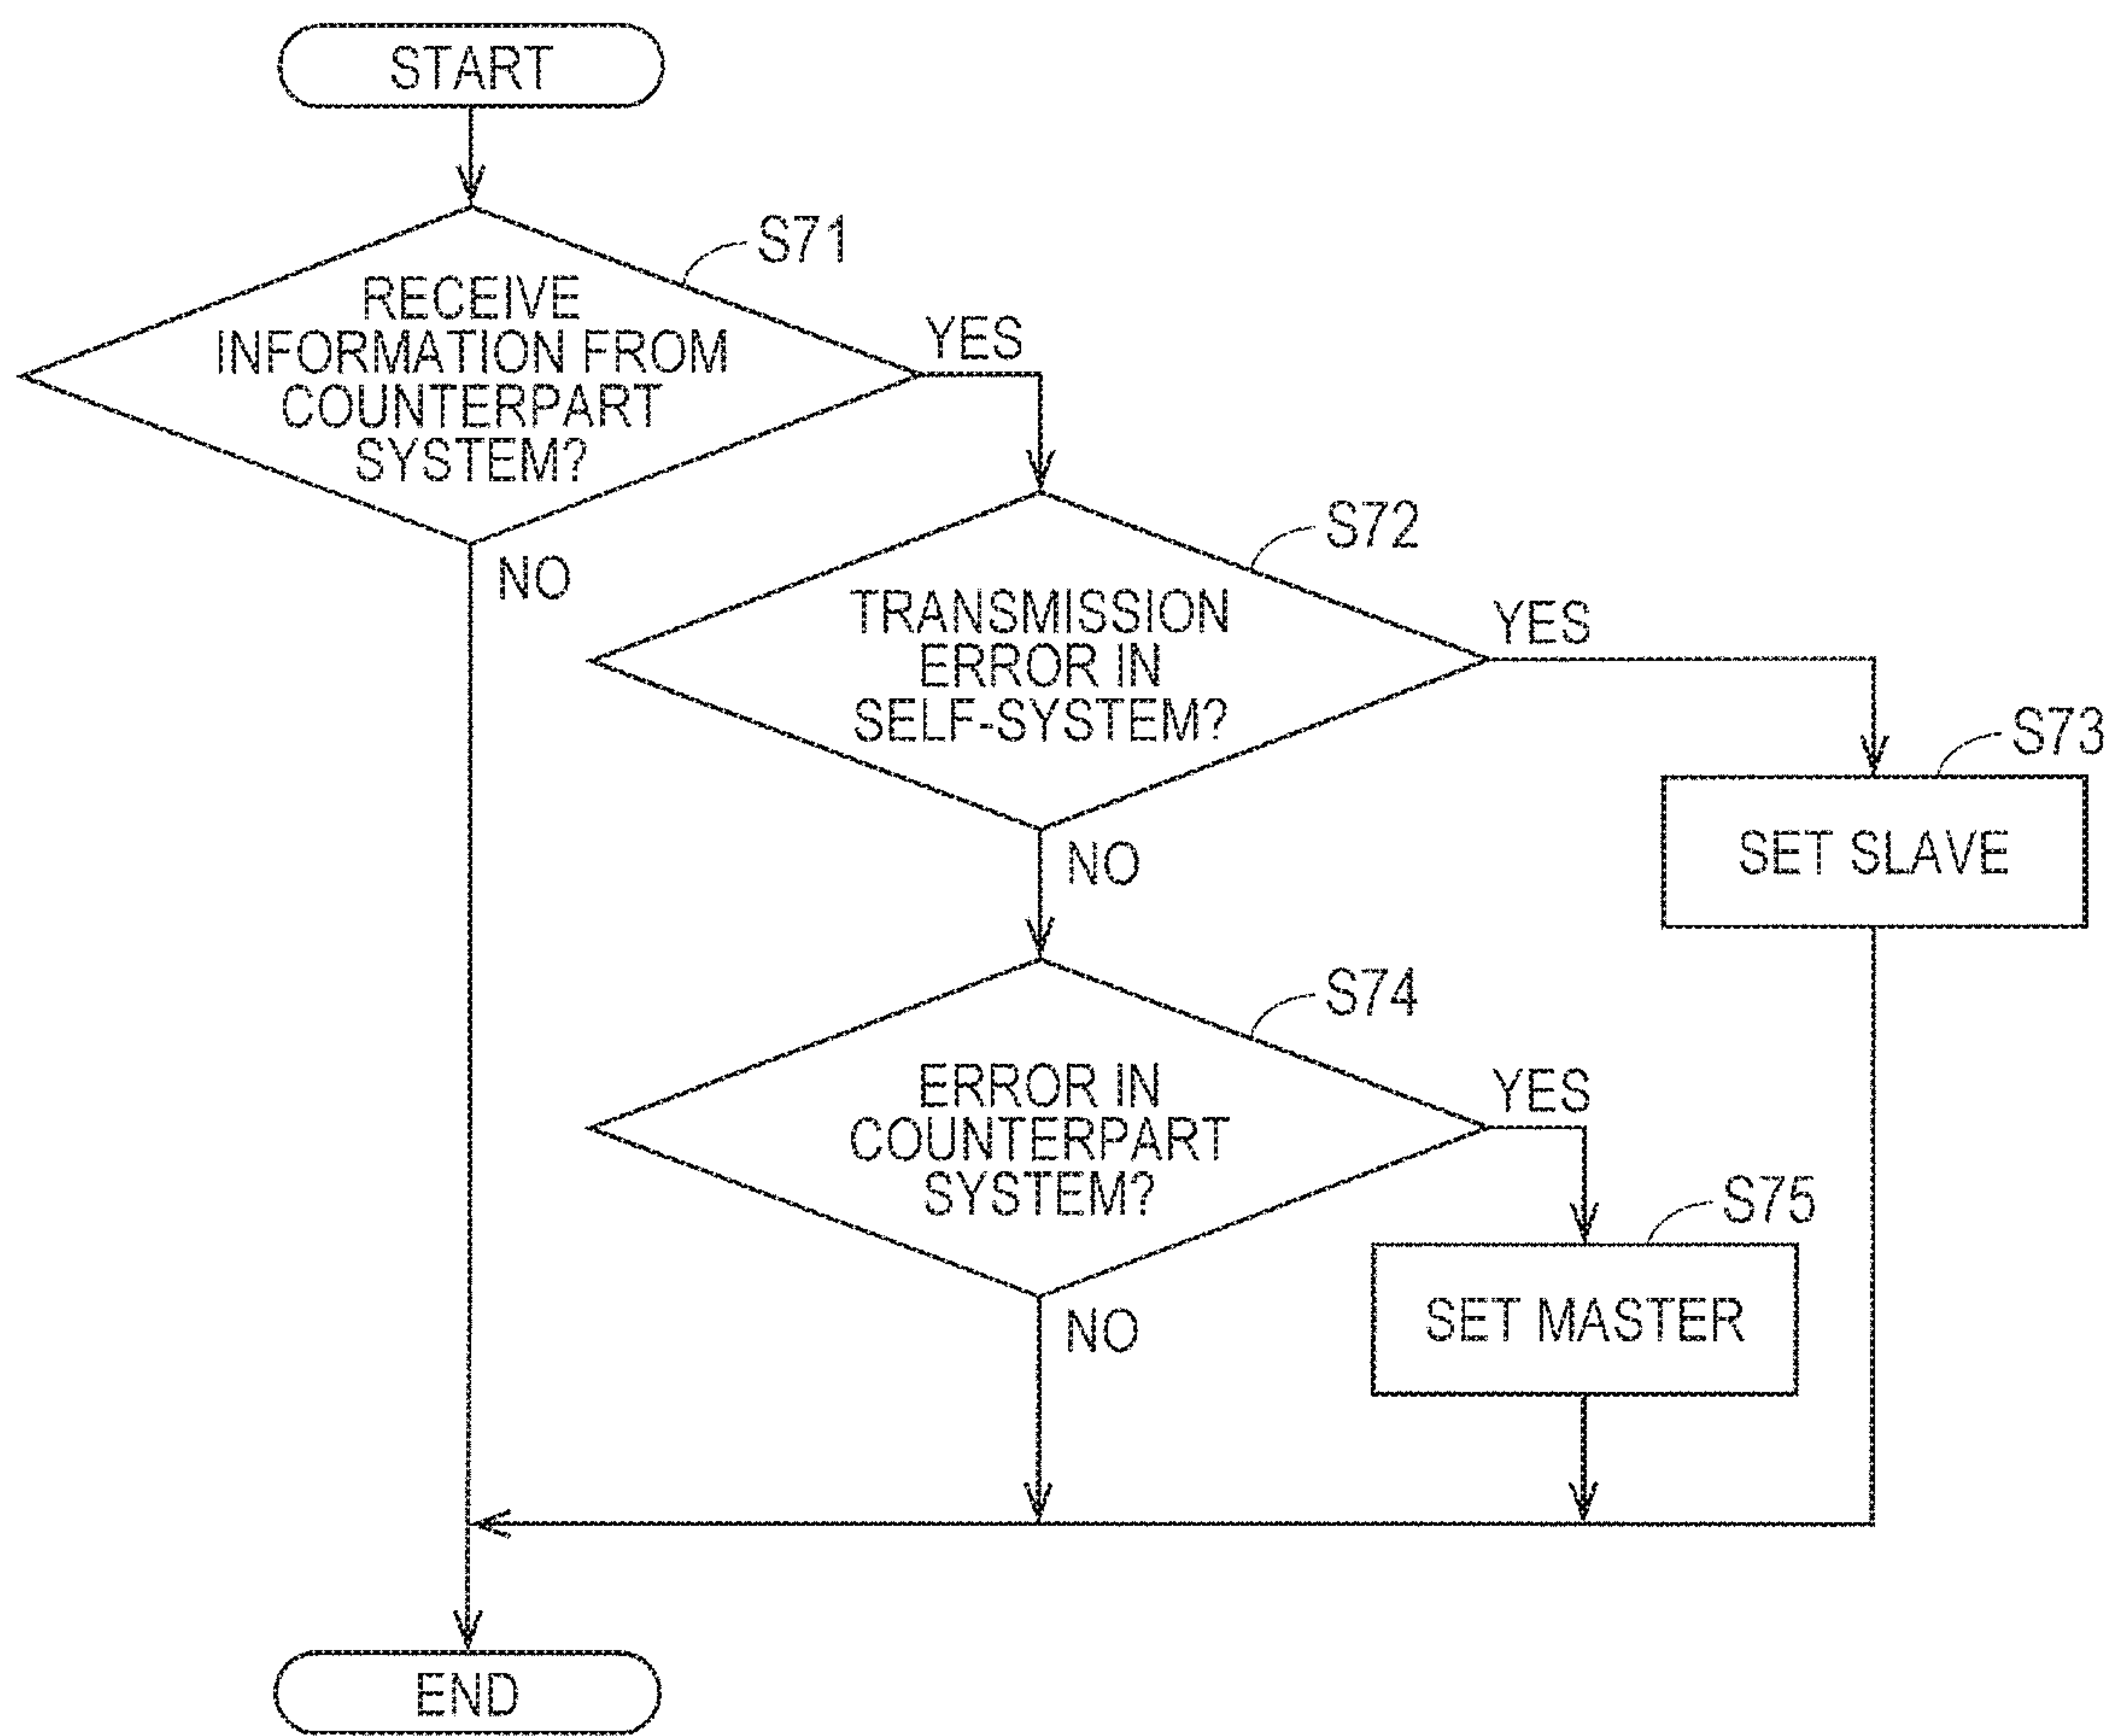 START
S71
RECEIVE
INFORMATION FROM
COUNTERPART
SYSTEM?
YES
NO
S72
TRANSMISSION
ERROR IN
SELF-SYSTEM?
YES
NO
S73
SET SLAVE
S74
ERROR IN
COUNTERPART
SYSTEM?
YES
NO
S75
SET MASTER
END